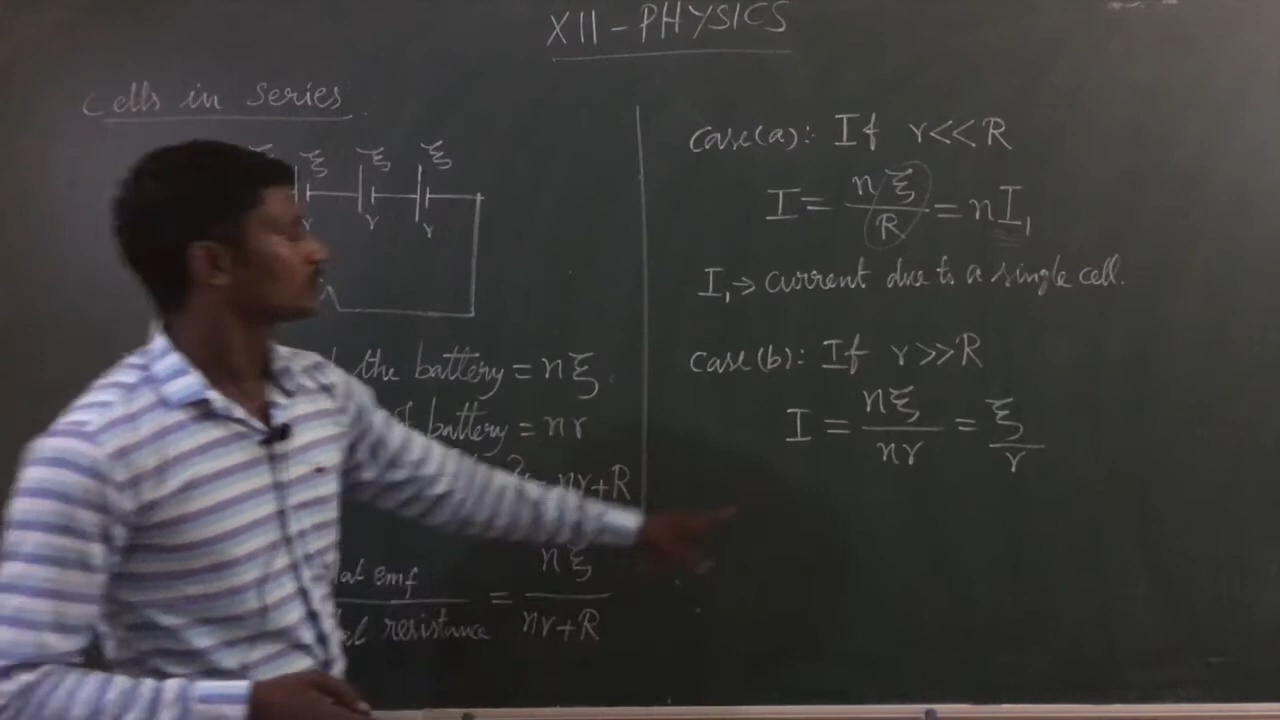 XII - PHYSICS
Cells in series
ξ ξ ξ
r r r
the battery = nξ
battery = nr
= nr+R
emf / resistance = nξ / nr+R
case(a): If r<<R
I = nξ / R = nI₁
I₁ → current due to a single cell.
case(b): If r>>R
I = nξ / nr = ξ / r